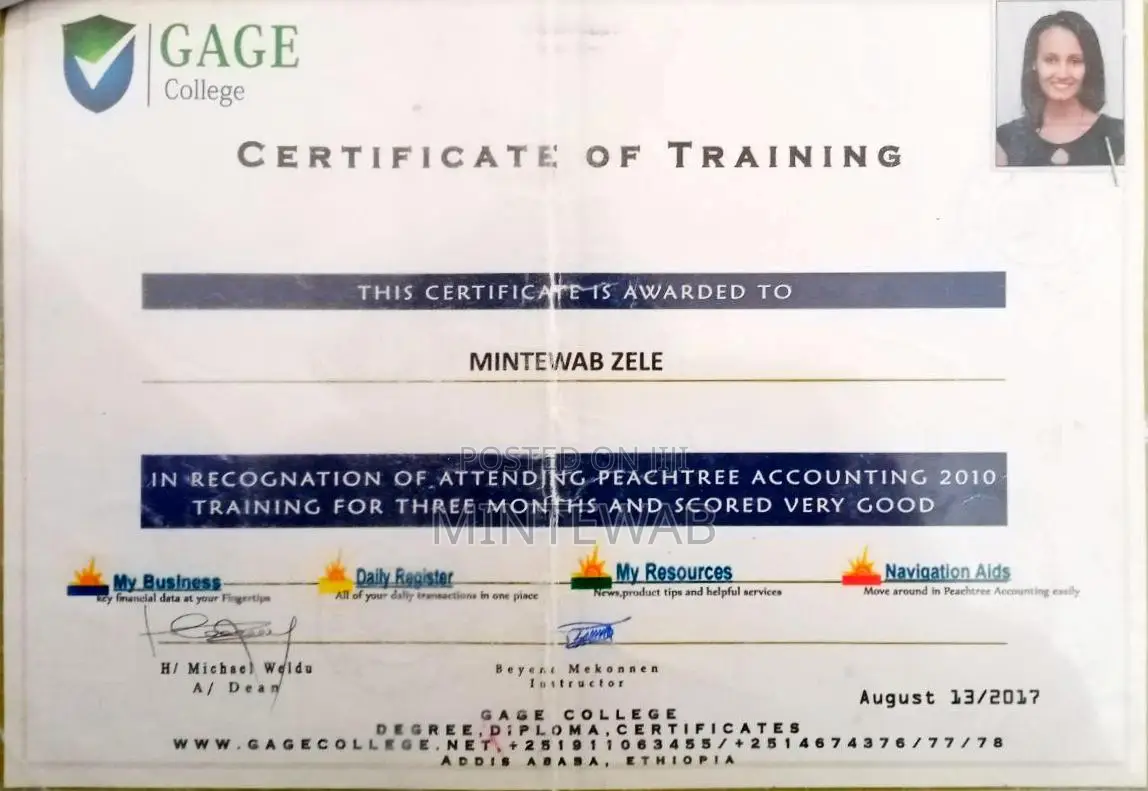 GAGE
College
CERTIFICATE OF TRAINING
THIS CERTIFICATE IS AWARDED TO
MINTEWAB ZELE
POSTED ON
IN RECOGNATION OF ATTENDING PEACHTREE ACCOUNTING 2010
TRAINING FOR THREE MONTHS AND SCORED VERY GOOD
MINTEWAB
My Business
key financial data at your Fingertips
Daily Register
All of your daily transactions in one place
My Resources
News,product tips and helpful services
Navigation Aids
Move around in Peachtree Accounting easily
H/ Michael Weldu
A/ Dean
Beyene Mekonnen
Instructor
August 13/2017
GAGE COLLEGE
DEGREE,DIPLOMA,CERTIFICATES
WWW.GAGECOLLEGE.NET +251911063455/+2514674376/77/78
ADDIS ABABA, ETHIOPIA